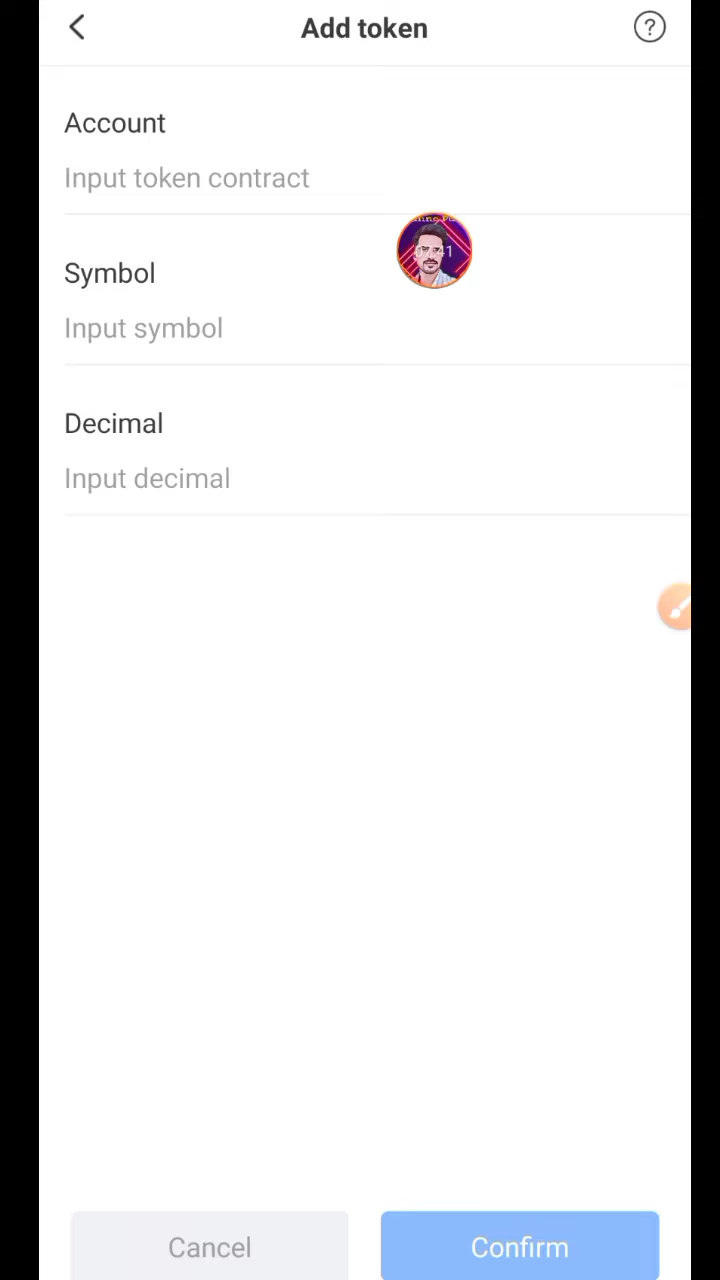 Add token
?
Account
Input token contract
Symbol
Input symbol
Decimal
Input decimal
Cancel
Confirm